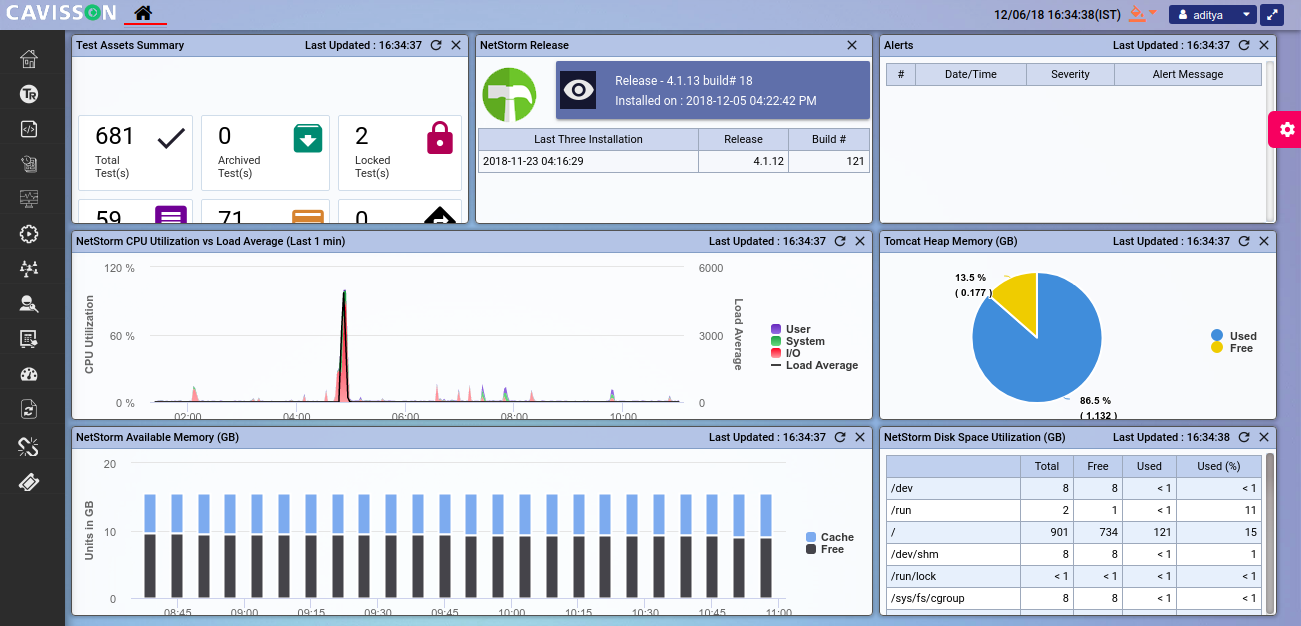 CAVISSON
12/06/18 16:34:38(IST)
aditya
Test Assets Summary
Last Updated : 16:34:37
681
Total
Test(s)
0
Archived
Test(s)
2
Locked
Test(s)
59
71
0
NetStorm Release
Release - 4.1.13 build# 18
Installed on : 2018-12-05 04:22:42 PM
Last Three Installation Release Build #
2018-11-23 04:16:29 4.1.12 121
Alerts
Last Updated : 16:34:37
# Date/Time Severity Alert Message
NetStorm CPU Utilization vs Load Average (Last 1 min)
Last Updated : 16:34:37
120 %
60 %
0 %
CPU Utilization
6000
3000
0
Load Average
02:00 04:00 06:00 08:00 10:00
User
System
I/O
Load Average
Tomcat Heap Memory (GB)
Last Updated : 16:34:37
13.5 %
( 0.177 )
86.5 %
( 1.132 )
Used
Free
NetStorm Available Memory (GB)
Last Updated : 16:34:37
20
10
0
Units in GB
08:45 09:00 09:15 09:30 09:45 10:00 10:15 10:30 10:45 11:00
Cache
Free
NetStorm Disk Space Utilization (GB)
Last Updated : 16:34:38
Total Free Used Used (%)
/dev 8 8 < 1 < 1
/run 2 1 < 1 11
/ 901 734 121 15
/dev/shm 8 8 < 1 1
/run/lock < 1 < 1 < 1 < 1
/sys/fs/cgroup 8 8 < 1 < 1
TR